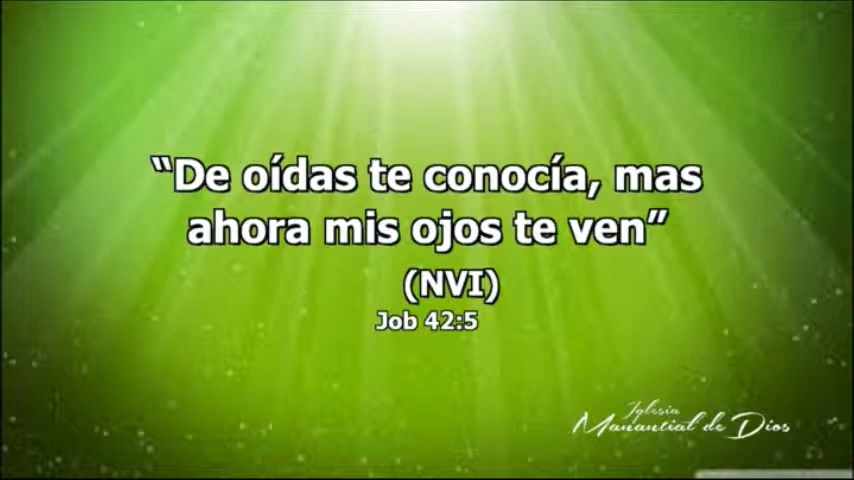 “De oídas te conocía, mas
ahora mis ojos te ven”
(NVI)
Job 42:5
Iglesia
Manantial de Dios